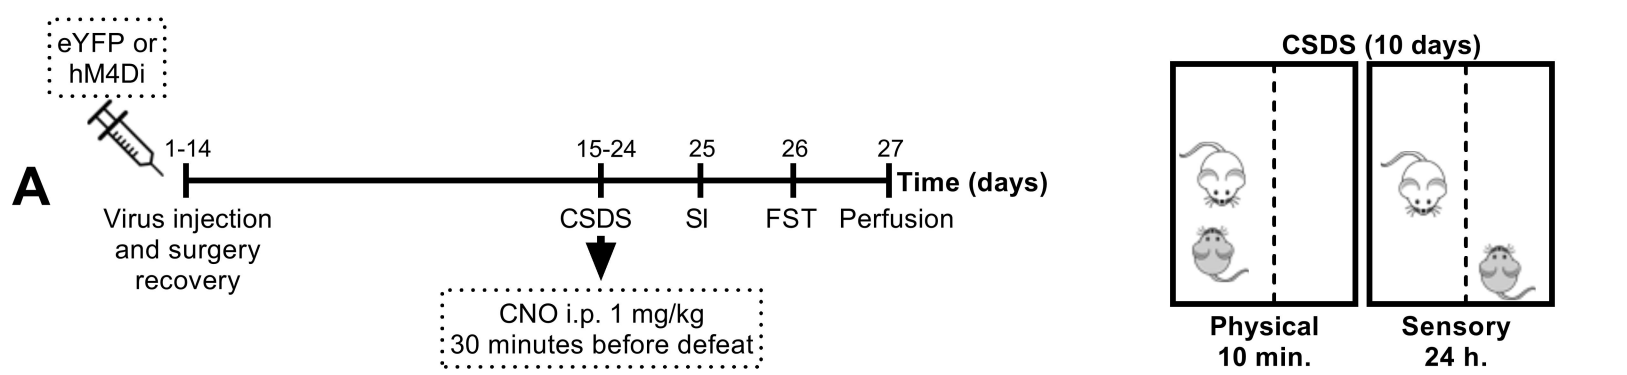 eYFP or
hM4Di
A
1-14
15-24
25
26
27
Time (days)
Virus injection
and surgery
recovery
CSDS
SI
FST
Perfusion
CNO i.p. 1 mg/kg
30 minutes before defeat
CSDS (10 days)
Physical
10 min.
Sensory
24 h.